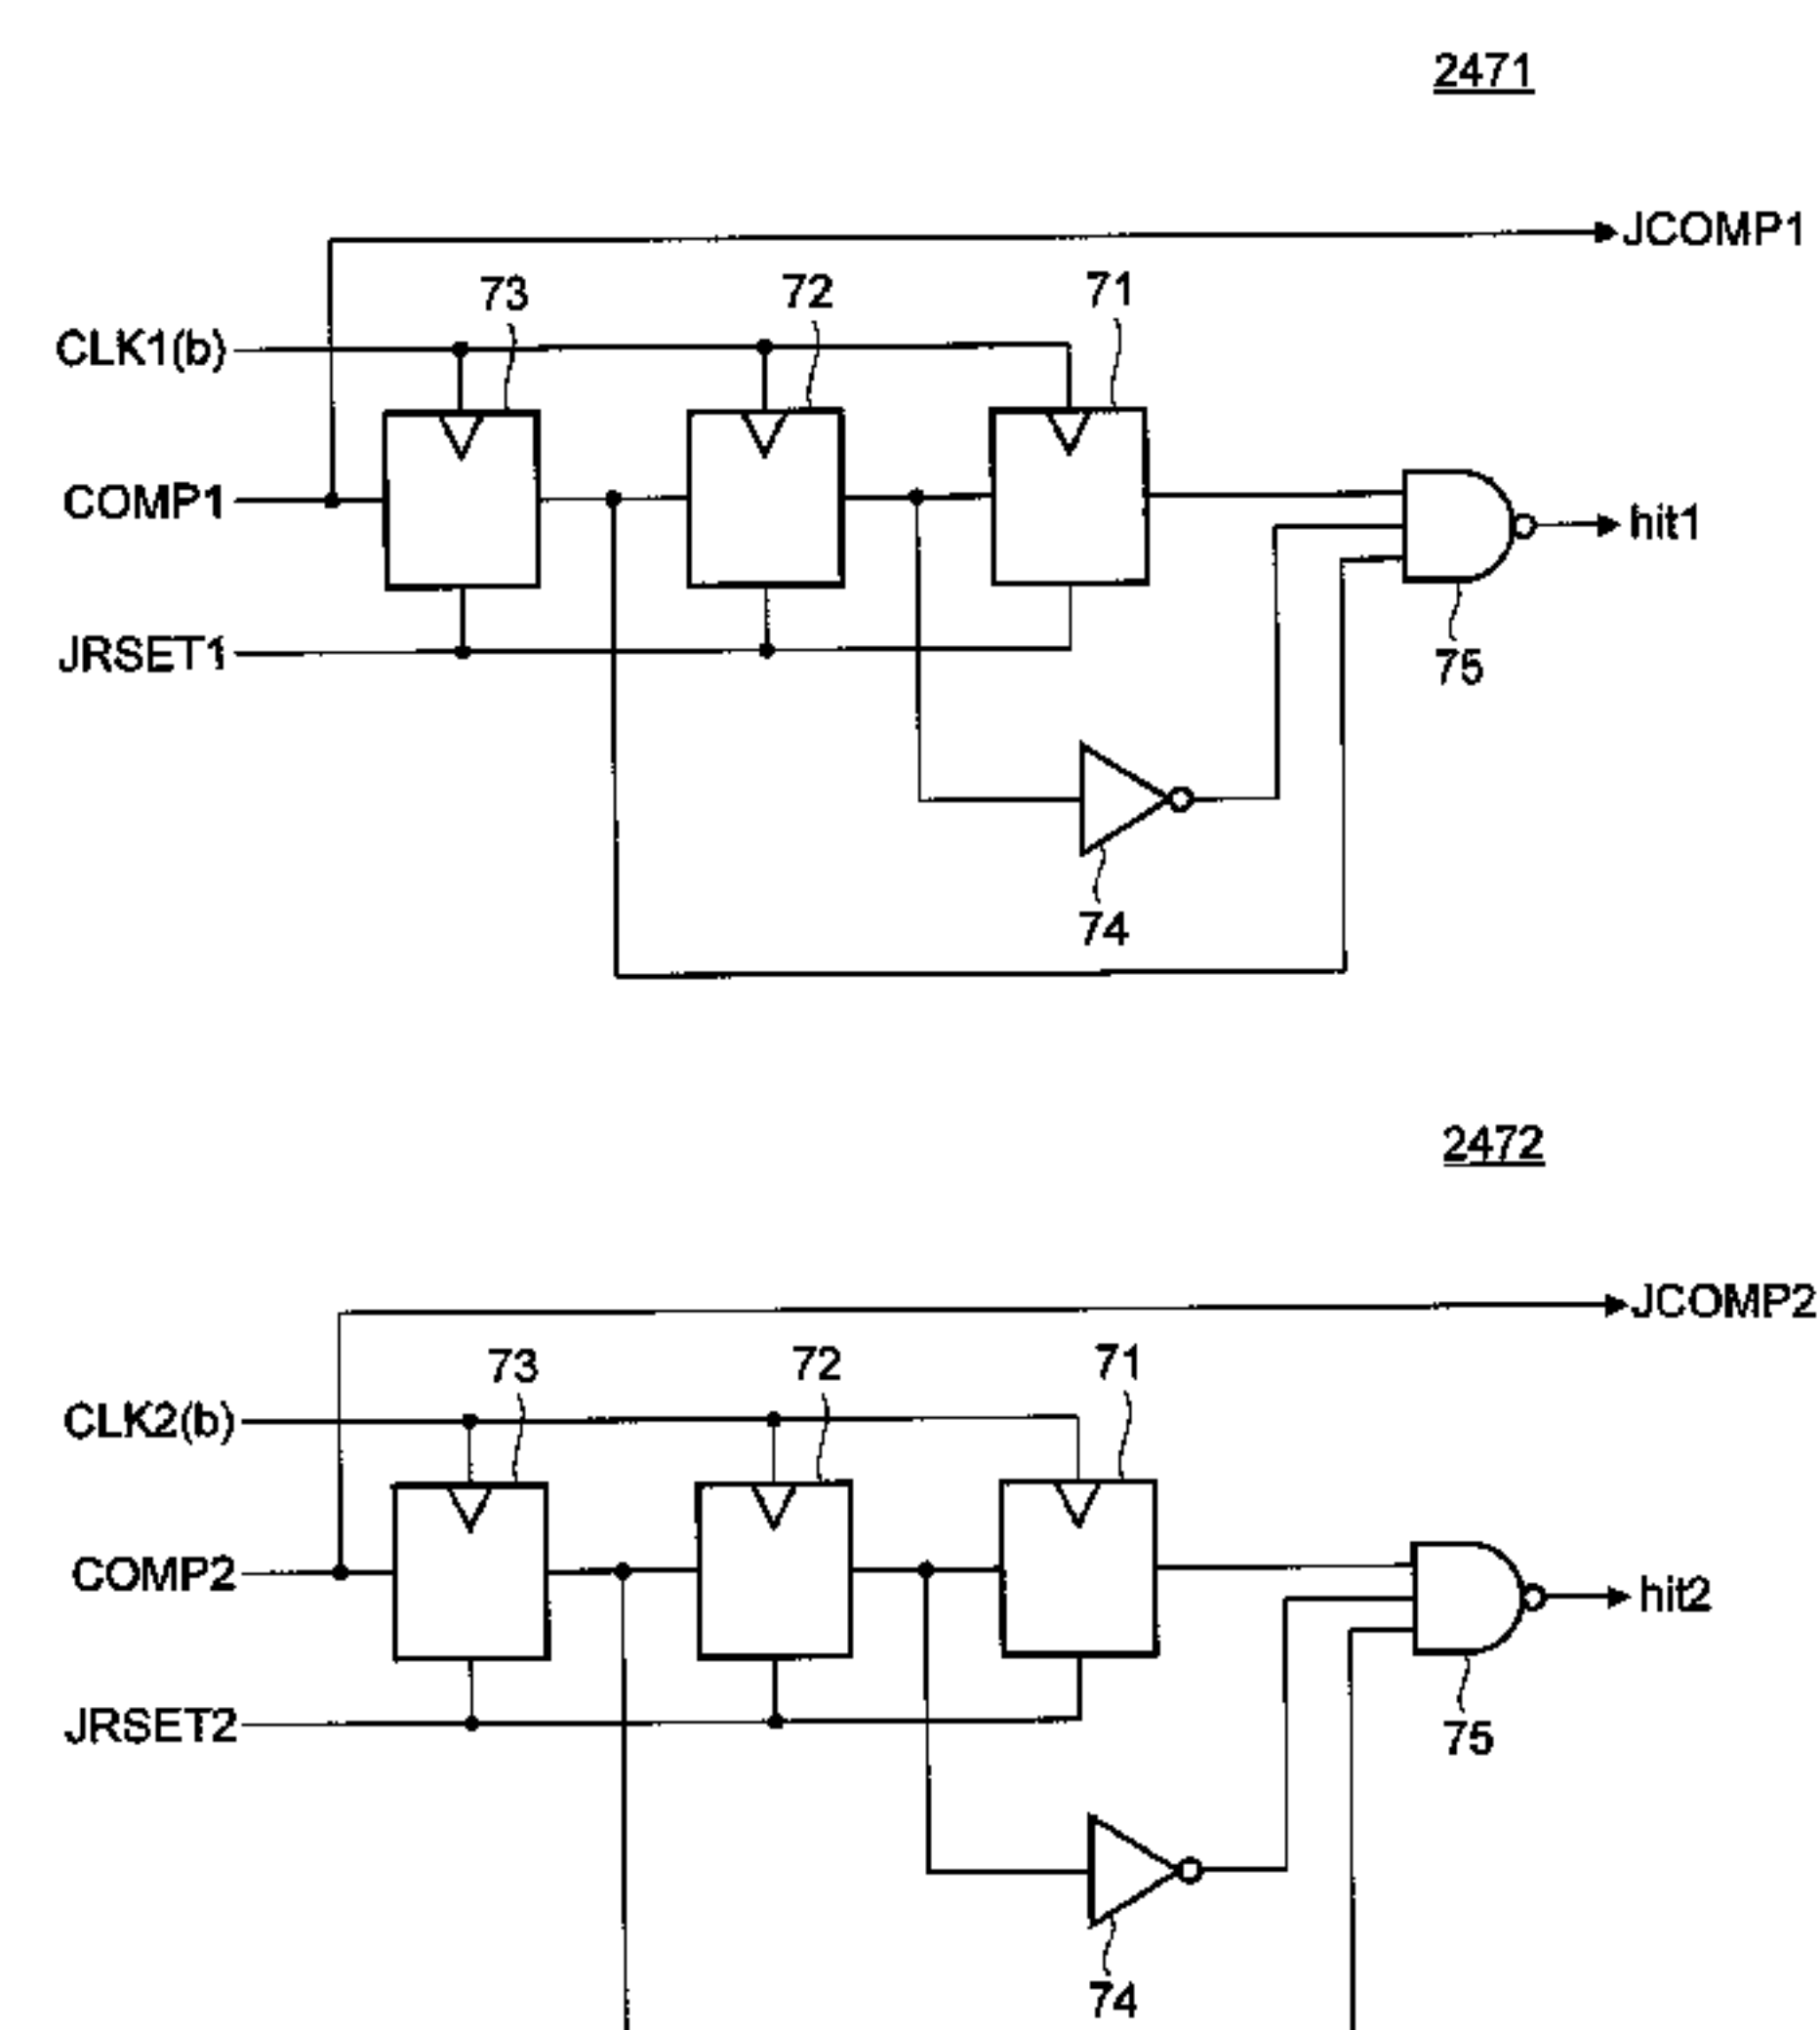 2471
JCOMP1
73
72
71
CLK1(b)
COMP1
hit1
JRSET1
75
74
2472
JCOMP2
73
72
71
CLK2(b)
COMP2
hit2
JRSET2
75
74